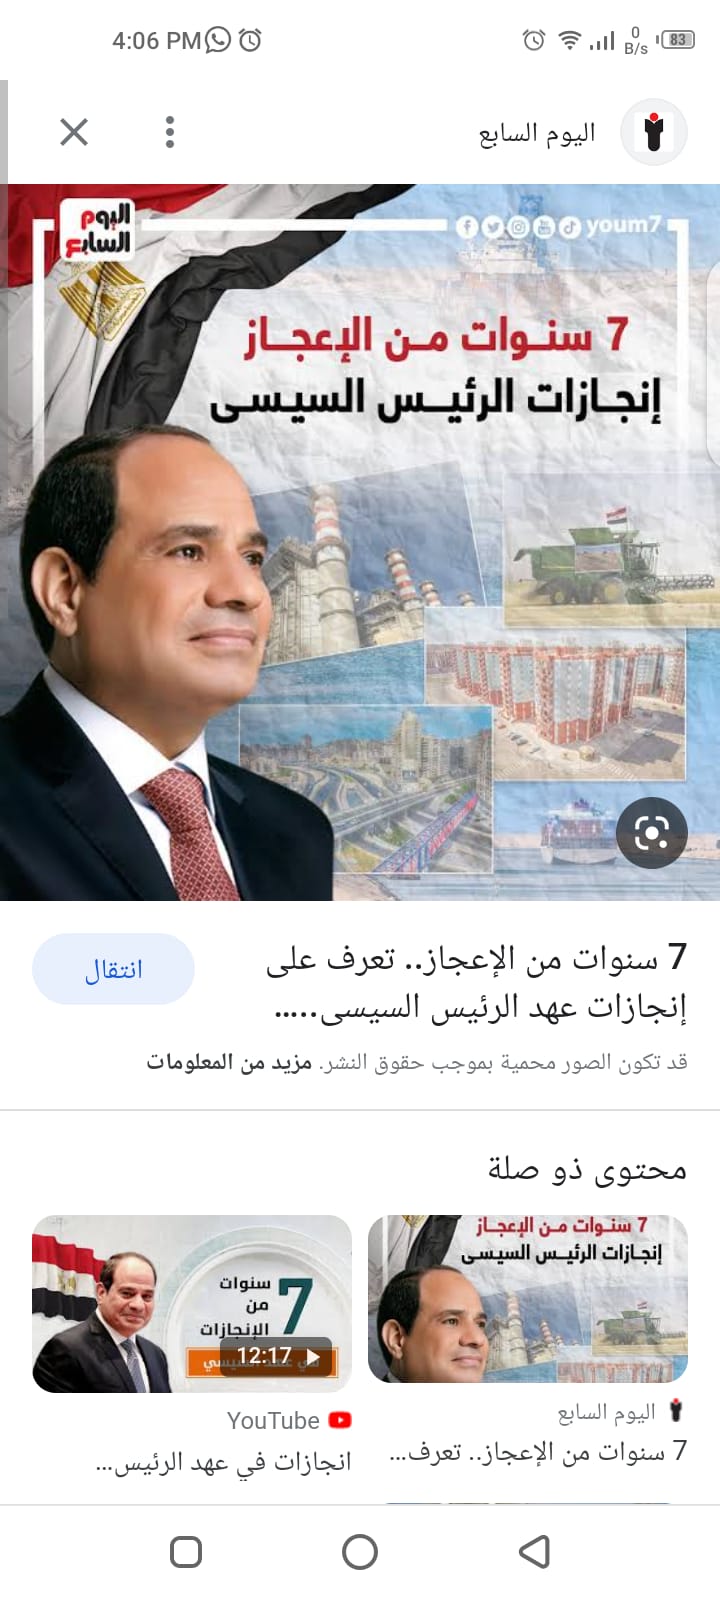 4:06 PM
0
B/s
83
اليوم السابع
اليوم
السابع
youm7
7 سنوات من الإعجاز
إنجازات الرئيس السيسى
7 سنوات من الإعجاز.. تعرف على
إنجازات عهد الرئيس السيسى.....
انتقال
قد تكون الصور محمية بموجب حقوق النشر. مزيد من المعلومات
محتوى ذو صلة
7 سنوات من الإعجاز
إنجازات الرئيس السيسى
اليوم السابع
7 سنوات من الإعجاز.. تعرف...
7
سنوات
من
الإنجازات
في عهد السيسي
12:17
YouTube
انجازات في عهد الرئيس...